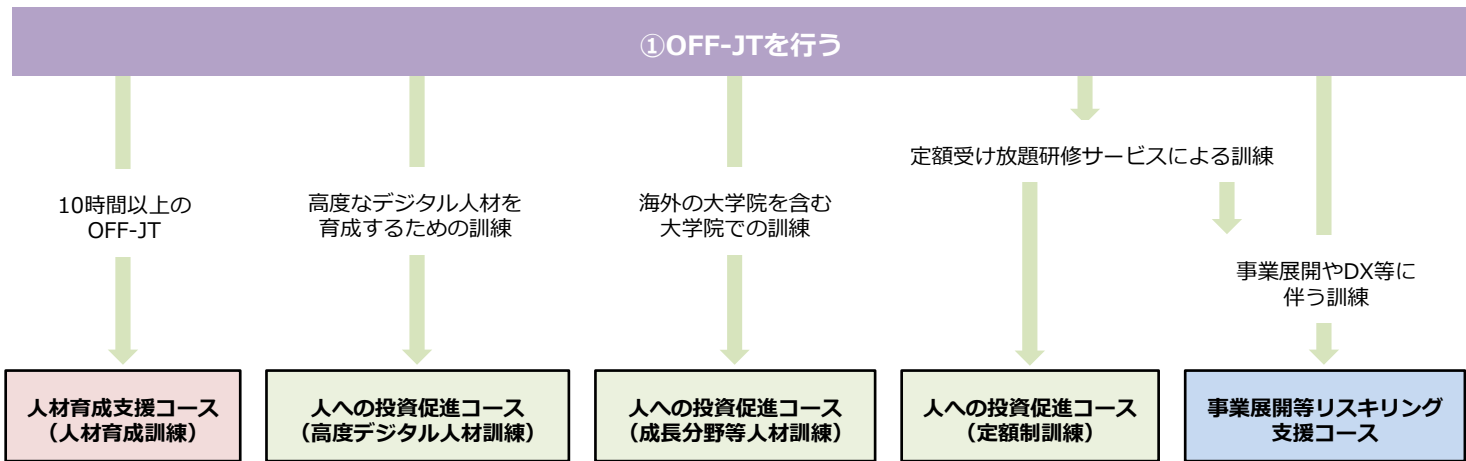 ①OFF-JTを行う
10時間以上の
OFF-JT
高度なデジタル人材を
育成するための訓練
海外の大学院を含む
大学院での訓練
定額受け放題研修サービスによる訓練
事業展開やDX等に
伴う訓練
人材育成支援コース
（人材育成訓練）
人への投資促進コース
（高度デジタル人材訓練）
人への投資促進コース
（成長分野等人材訓練）
人への投資促進コース
（定額制訓練）
事業展開等リスキリング
支援コース